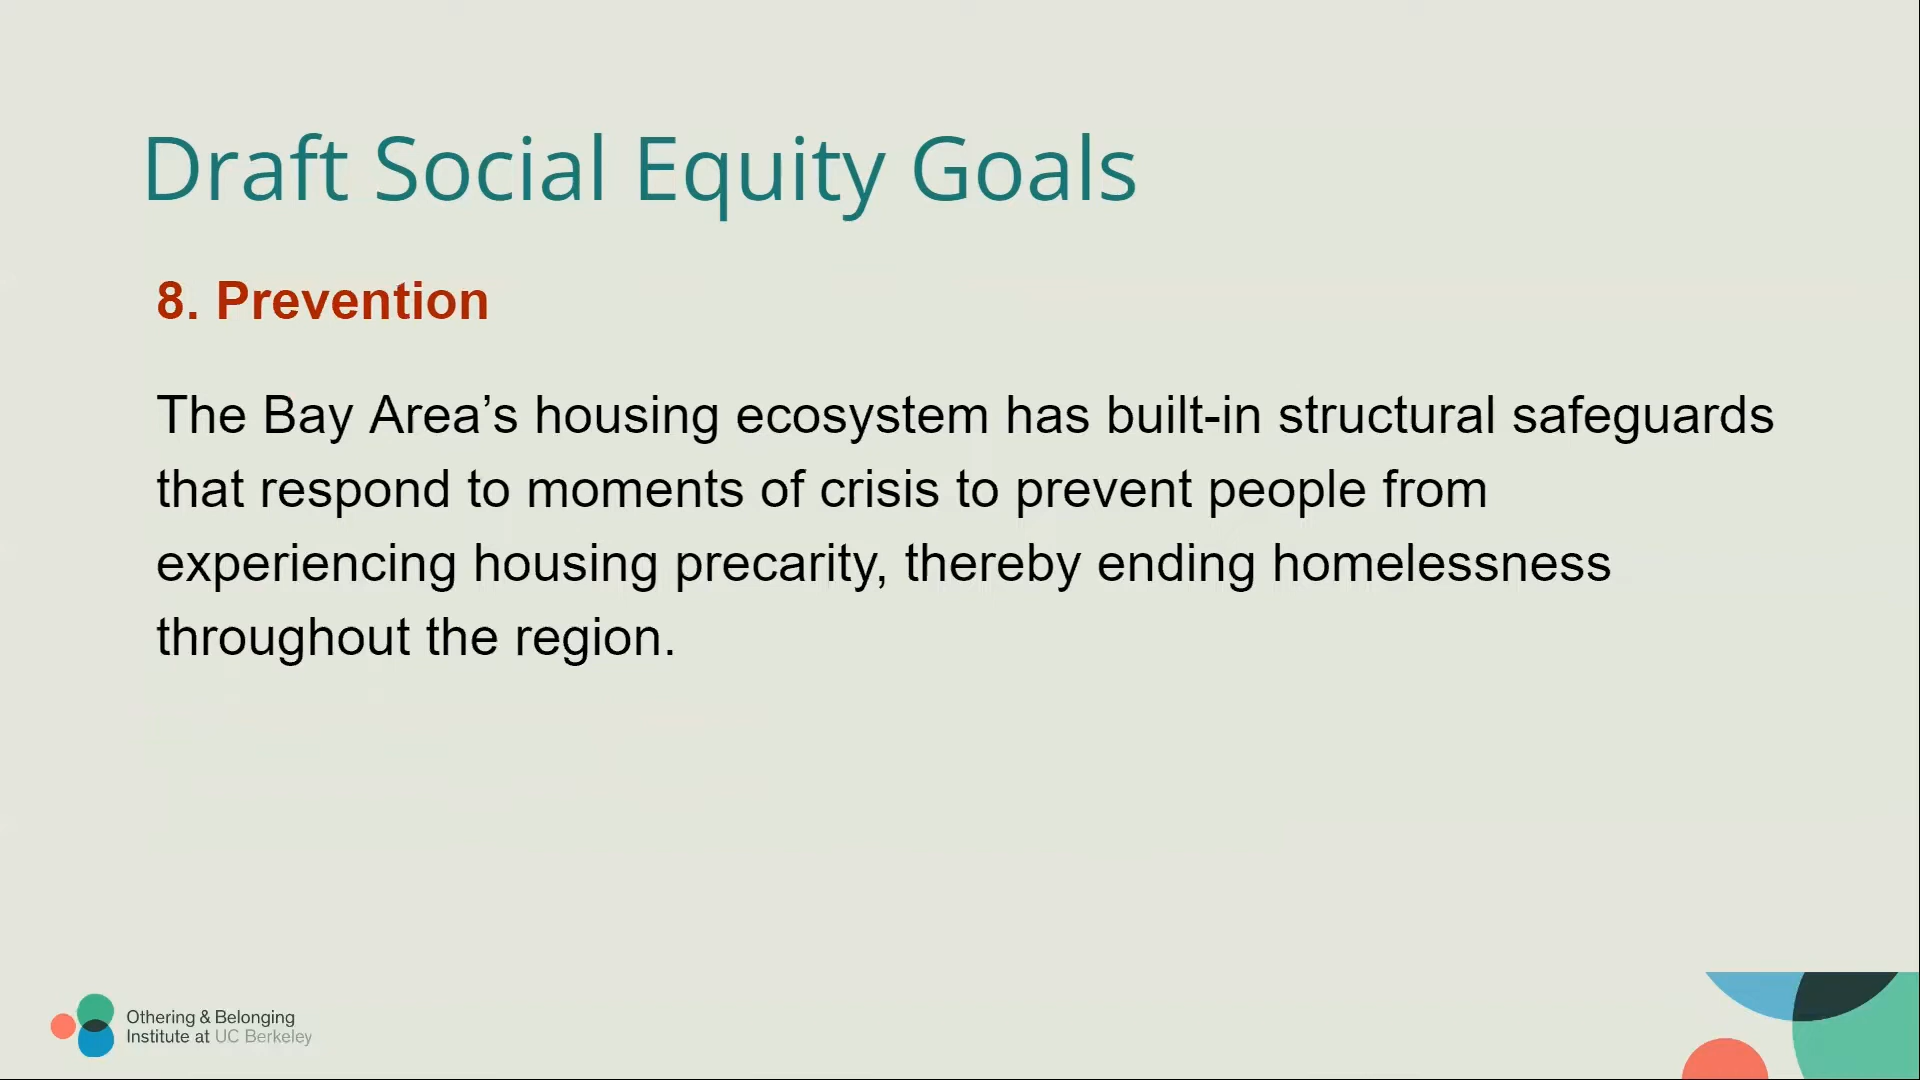 Draft Social Equity Goals
8. Prevention
The Bay Area’s housing ecosystem has built-in structural safeguards
that respond to moments of crisis to prevent people from
experiencing housing precarity, thereby ending homelessness
throughout the region.
Othering & Belonging
Institute at UC Berkeley